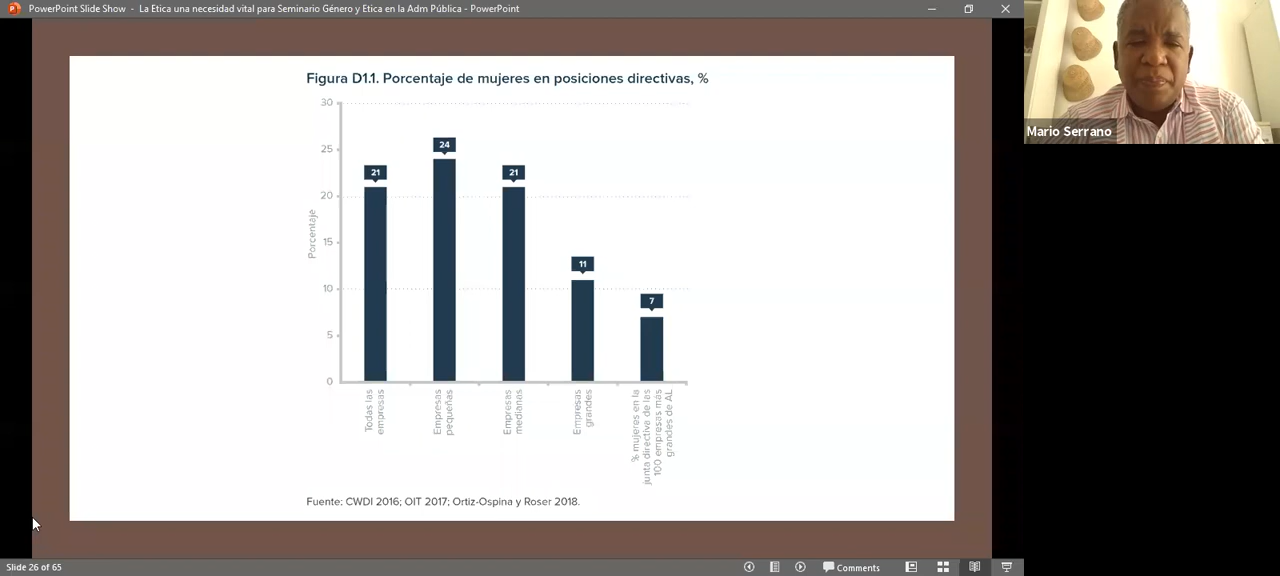 PowerPoint Slide Show - La Etica una necesidad vital para Seminario Género y Etica en la Adm Pública - PowerPoint
Figura D1.1. Porcentaje de mujeres en posiciones directivas, %
30
25
20
15
10
5
0
Porcentaje
21
24
21
11
7
Todas las
empresas
Empresas
pequeñas
Empresas
medianas
Empresas
grandes
% mujeres en la
junta directiva de las
100 empresas más
grandes de AL
Fuente: CWDI 2016; OIT 2017; Ortiz-Ospina y Roser 2018.
Mario Serrano
Slide 26 of 65
Comments